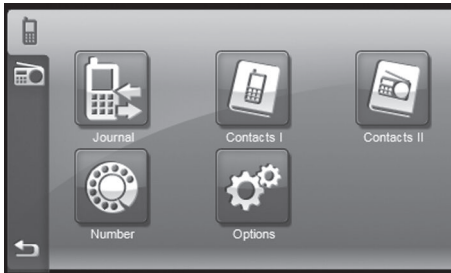 Journal
Contacts I
Contacts II
Number
Options